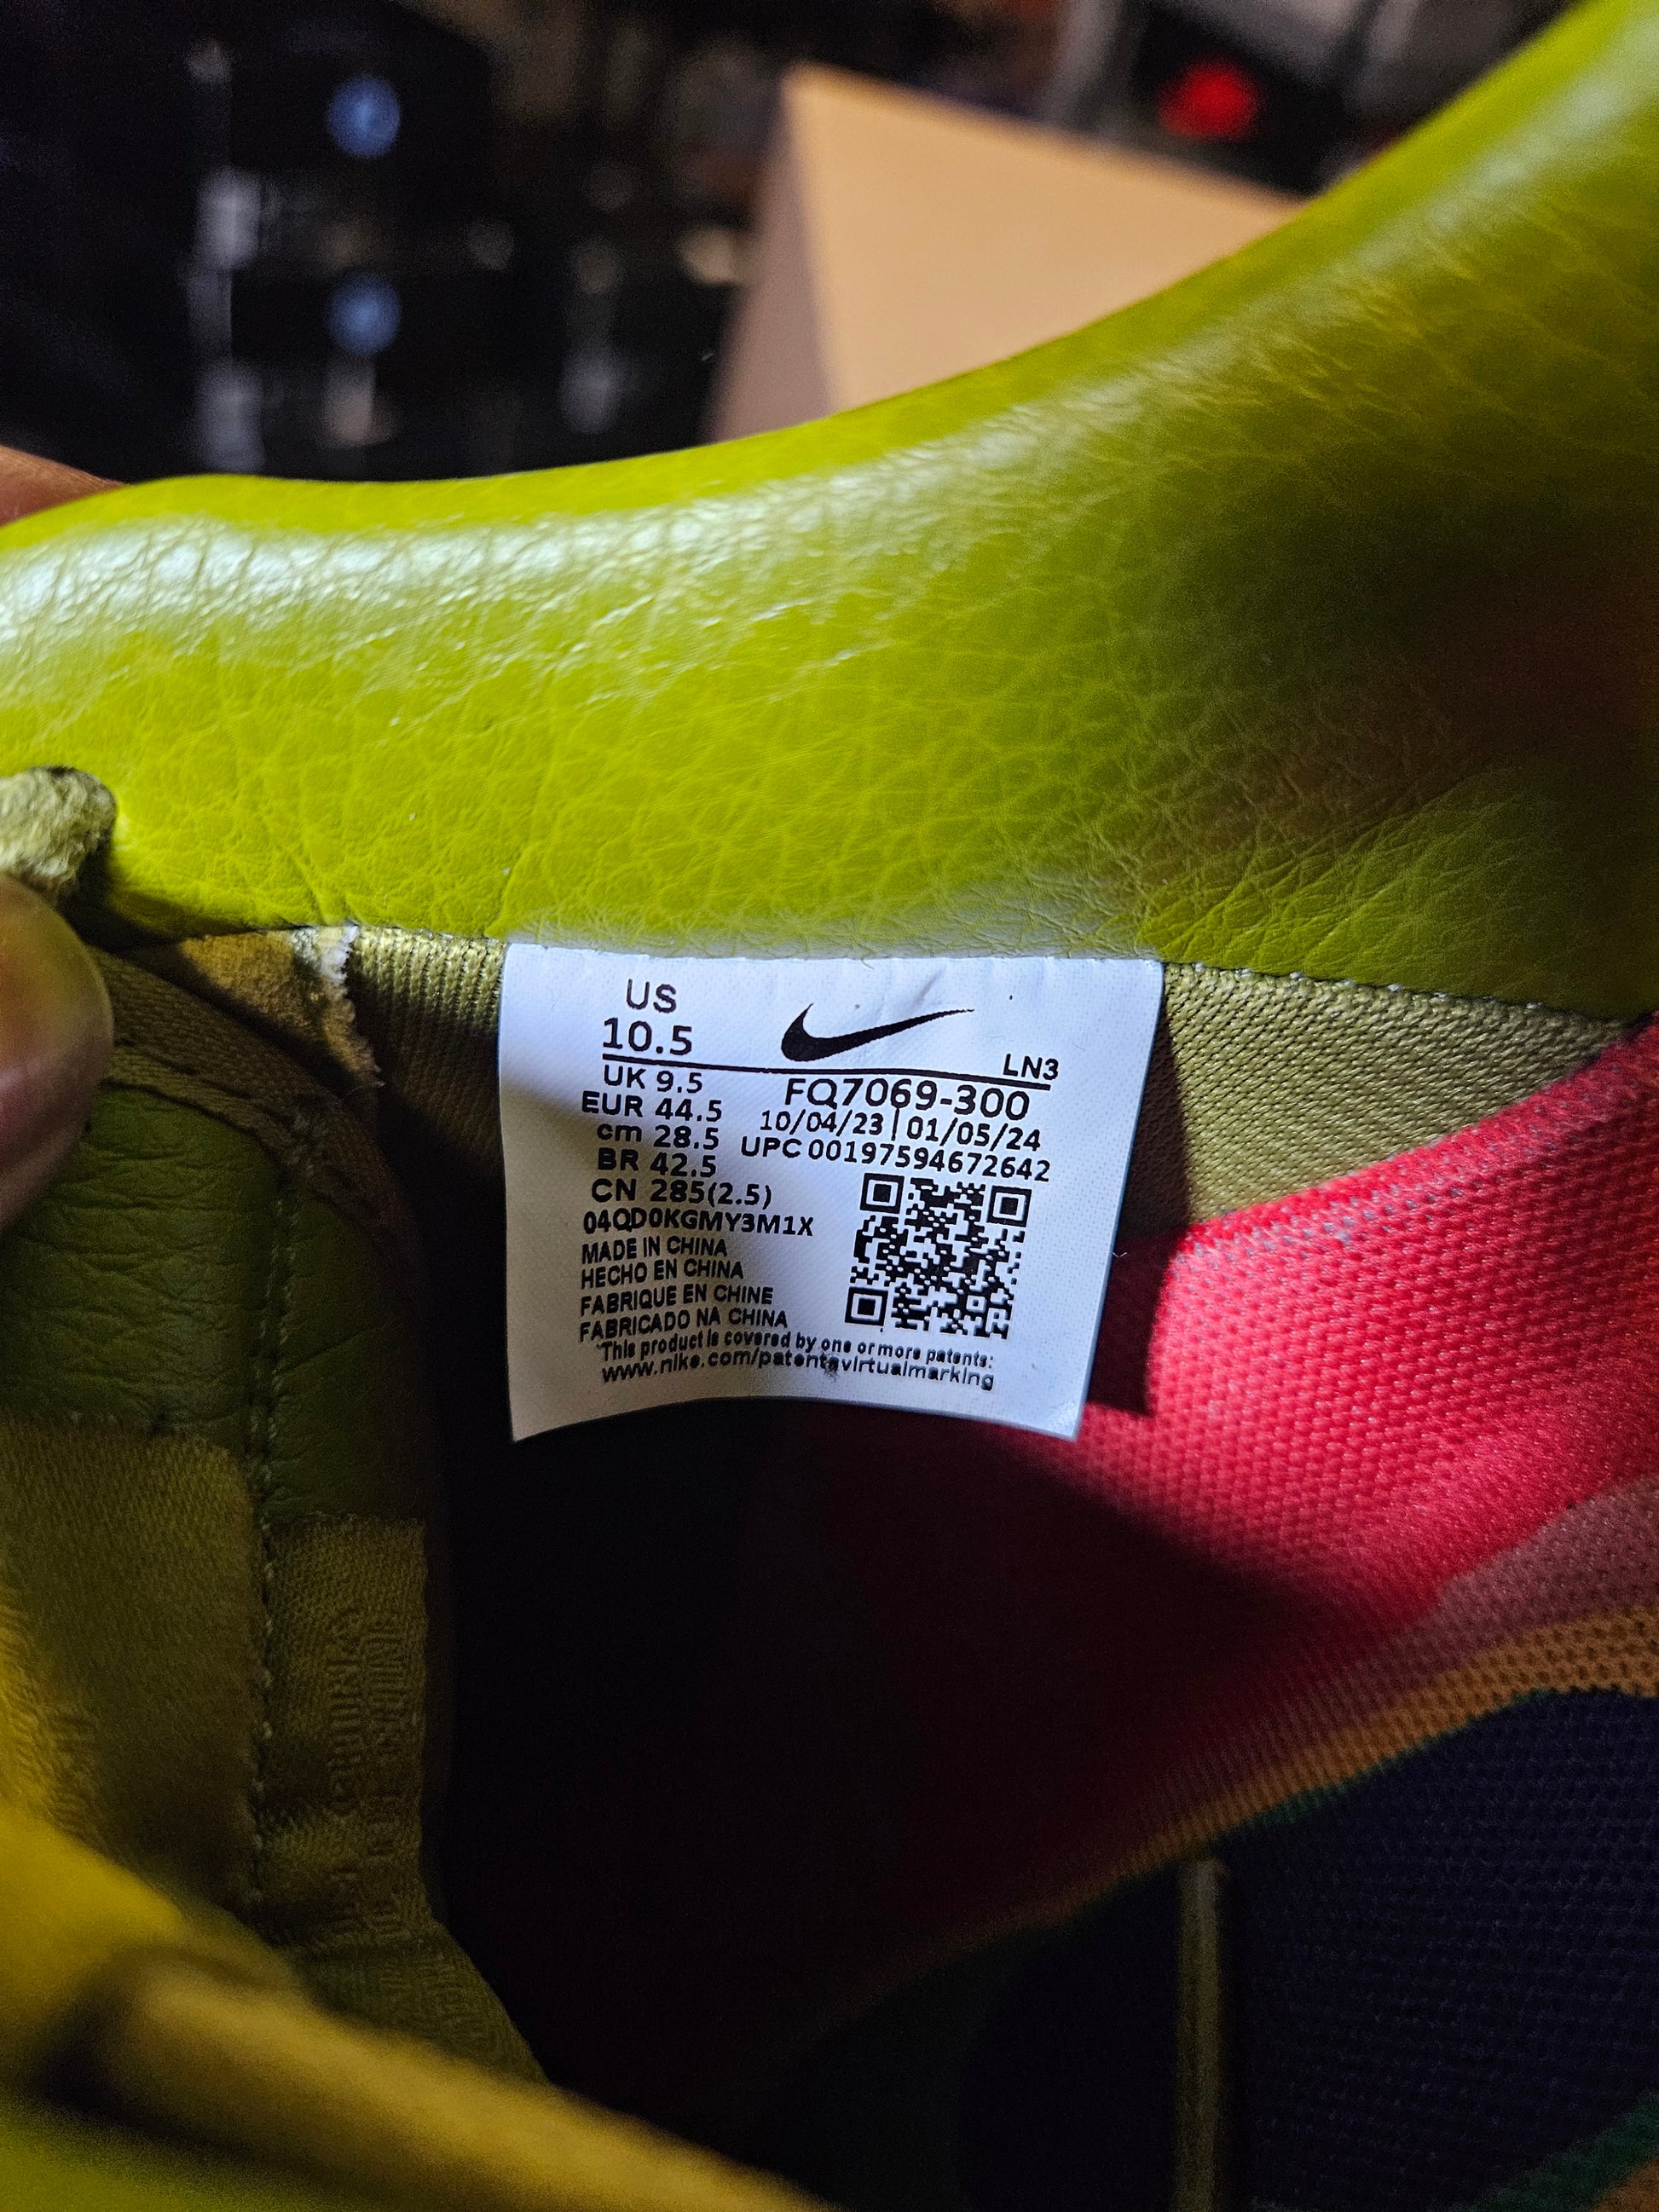 US
10.5
LN3
UK 9.5
FQ7069-300
EUR 44.5
10/04/23 | 01/05/24
cm 28.5
UPC 00197594672642
BR 42.5
CN 285(2.5)
04QD0KGMY3M1X
MADE IN CHINA
HECHO EN CHINA
FABRIQUE EN CHINE
FABRICADO NA CHINA
This product is covered by one or more patents:
www.nike.com/patentsvirtualmarking